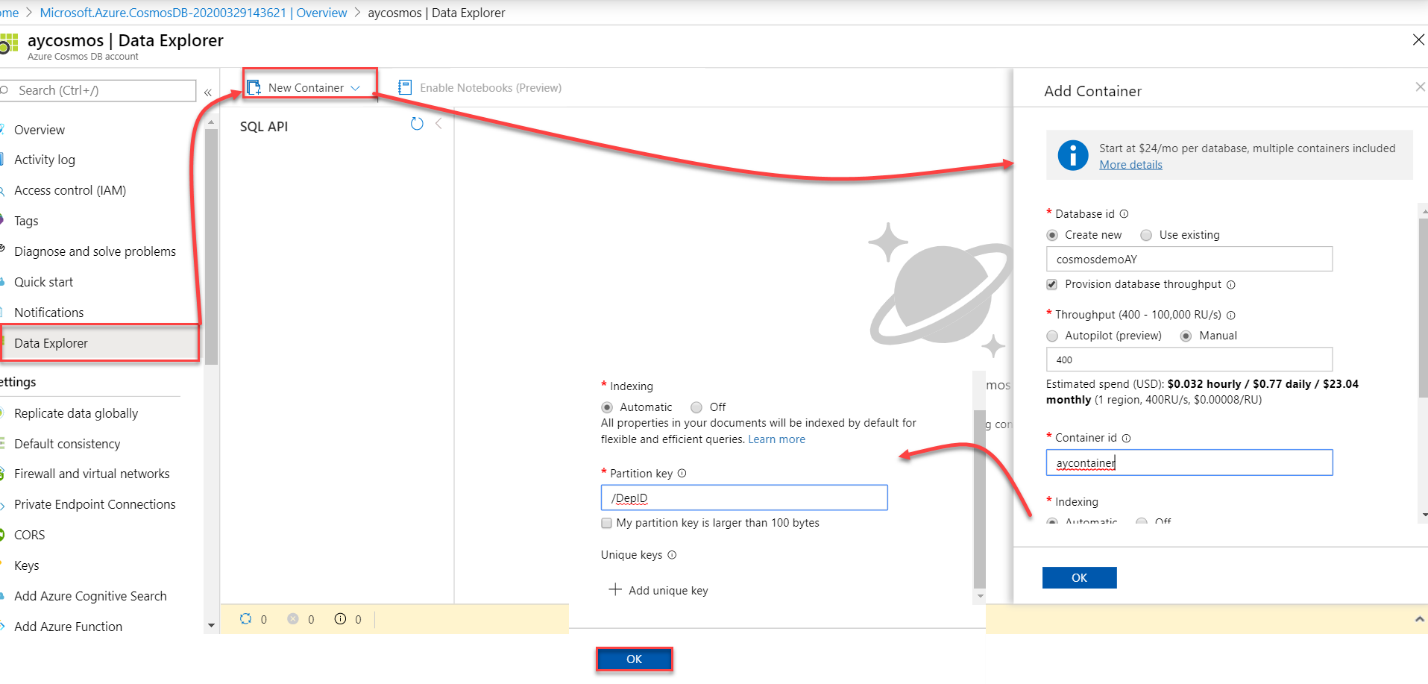 ome > Microsoft.Azure.CosmosDB-20200329143621 | Overview > aycosmos | Data Explorer
aycosmos | Data Explorer
Azure Cosmos DB account
Search (Ctrl+/)
«
Overview
Activity log
Access control (IAM)
Tags
Diagnose and solve problems
Quick start
Notifications
Data Explorer
ettings
Replicate data globally
Default consistency
Firewall and virtual networks
Private Endpoint Connections
CORS
Keys
Add Azure Cognitive Search
Add Azure Function
New Container
Enable Notebooks (Preview)
SQL API
0 0 0
mos
g con
* Indexing
Automatic Off
All properties in your documents will be indexed by default for
flexible and efficient queries. Learn more
* Partition key
/DepID
My partition key is larger than 100 bytes
Unique keys
+ Add unique key
OK
Add Container
Start at $24/mo per database, multiple containers included
More details
* Database id
Create new Use existing
cosmosdemoAY
Provision database throughput
* Throughput (400 - 100,000 RU/s)
Autopilot (preview) Manual
400
Estimated spend (USD): $0.032 hourly / $0.77 daily / $23.04
monthly (1 region, 400RU/s, $0.00008/RU)
* Container id
aycontainer
* Indexing
Automatic Off
OK